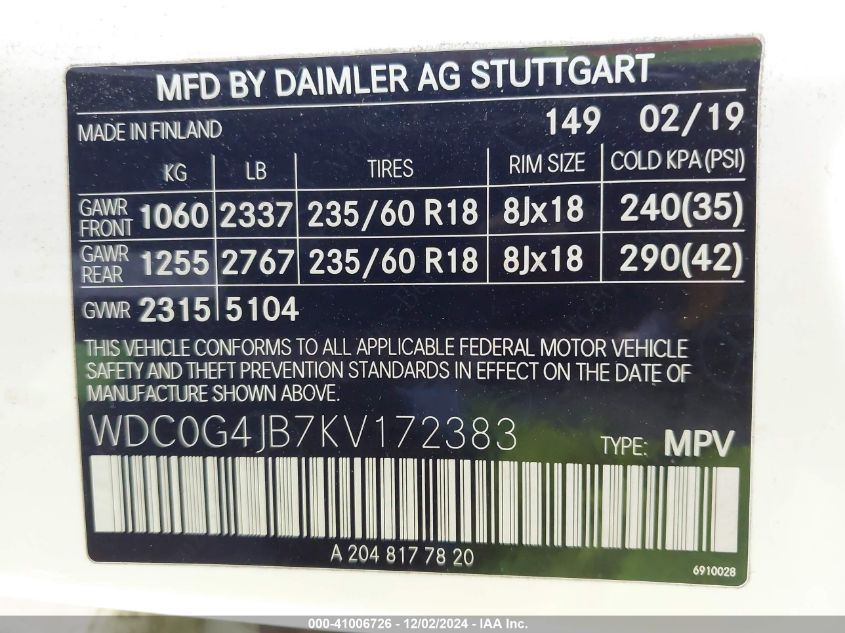 MFD BY DAIMLER AG STUTTGART
MADE IN FINLAND 149 02/19
KG LB TIRES RIM SIZE COLD KPA(PSI)
GAWR FRONT 1060 2337 235/60 R18 8Jx18 240(35)
GAWR REAR 1255 2767 235/60 R18 8Jx18 290(42)
GVWR 2315 5104
THIS VEHICLE CONFORMS TO ALL APPLICABLE FEDERAL MOTOR VEHICLE
SAFETY AND THEFT PREVENTION STANDARDS IN EFFECT ON THE DATE OF
MANUFACTURE SHOWN ABOVE.
WDC0G4JB7KV172383 TYPE: MPV
A 204 817 78 20
6910028
000-41006726 - 12/02/2024 - IAA Inc.